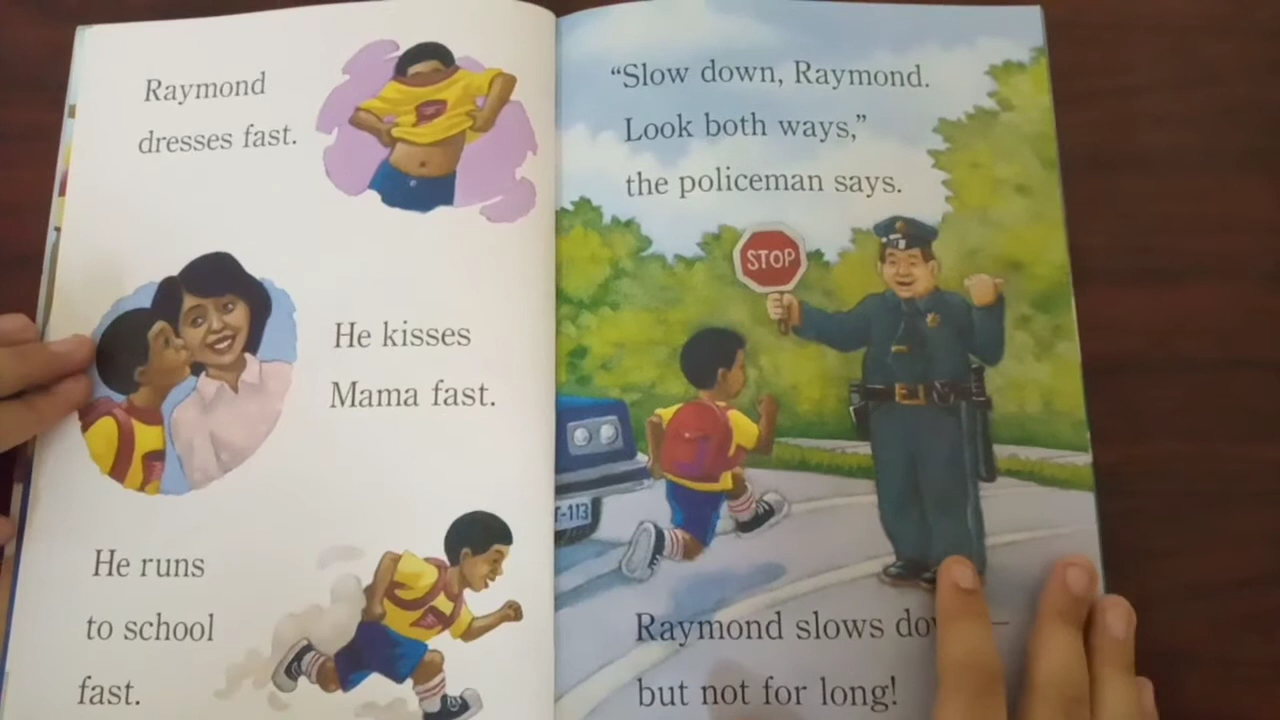 Raymond
dresses fast.
He kisses
Mama fast.
He runs
to school
fast.
“Slow down, Raymond.
Look both ways,”
the policeman says.
STOP
-113
Raymond slows —
but not for long!